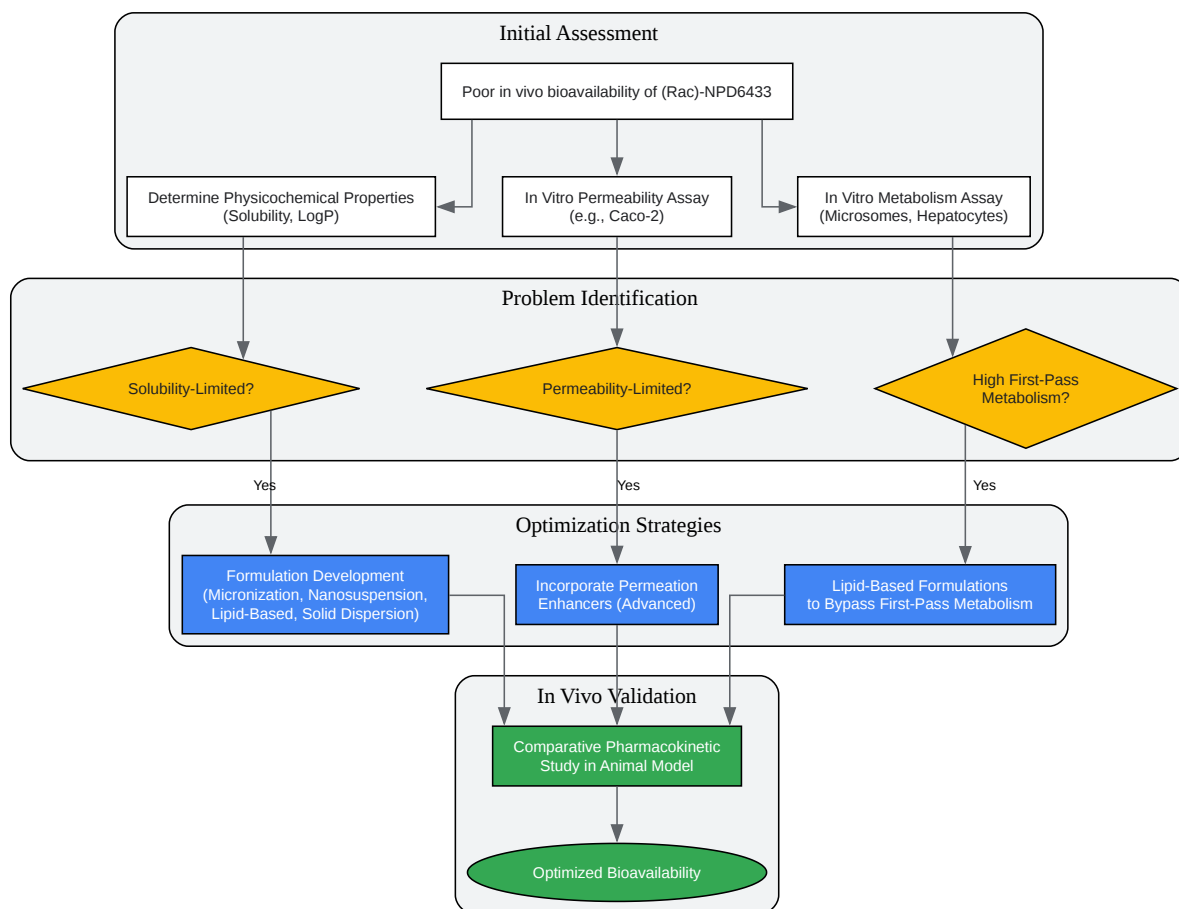 Initial Assessment
Poor in vivo bioavailability of (Rac)-NPD6433
Determine Physicochemical Properties
(Solubility, LogP)
In Vitro Permeability Assay
(e.g., Caco-2)
In Vitro Metabolism Assay
(Microsomes, Hepatocytes)
Problem Identification
Solubility-Limited?
Permeability-Limited?
High First-Pass
Metabolism?
Yes
Yes
Yes
Optimization Strategies
Formulation Development
(Micronization, Nanosuspension,
Lipid-Based, Solid Dispersion)
Incorporate Permeation
Enhancers (Advanced)
Lipid-Based Formulations
to Bypass First-Pass Metabolism
In Vivo Validation
Comparative Pharmacokinetic
Study in Animal Model
Optimized Bioavailability